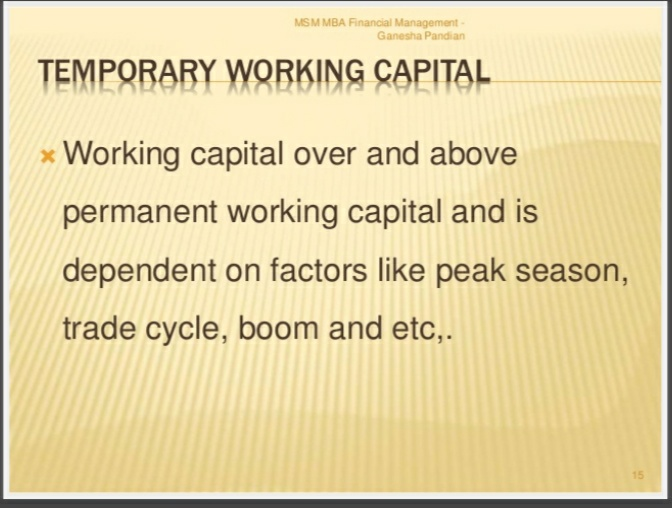 MSM MBA Financial Management -
Ganesha Pandian
TEMPORARY WORKING CAPITAL
Working capital over and above
permanent working capital and is
dependent on factors like peak season,
trade cycle, boom and etc,.
15